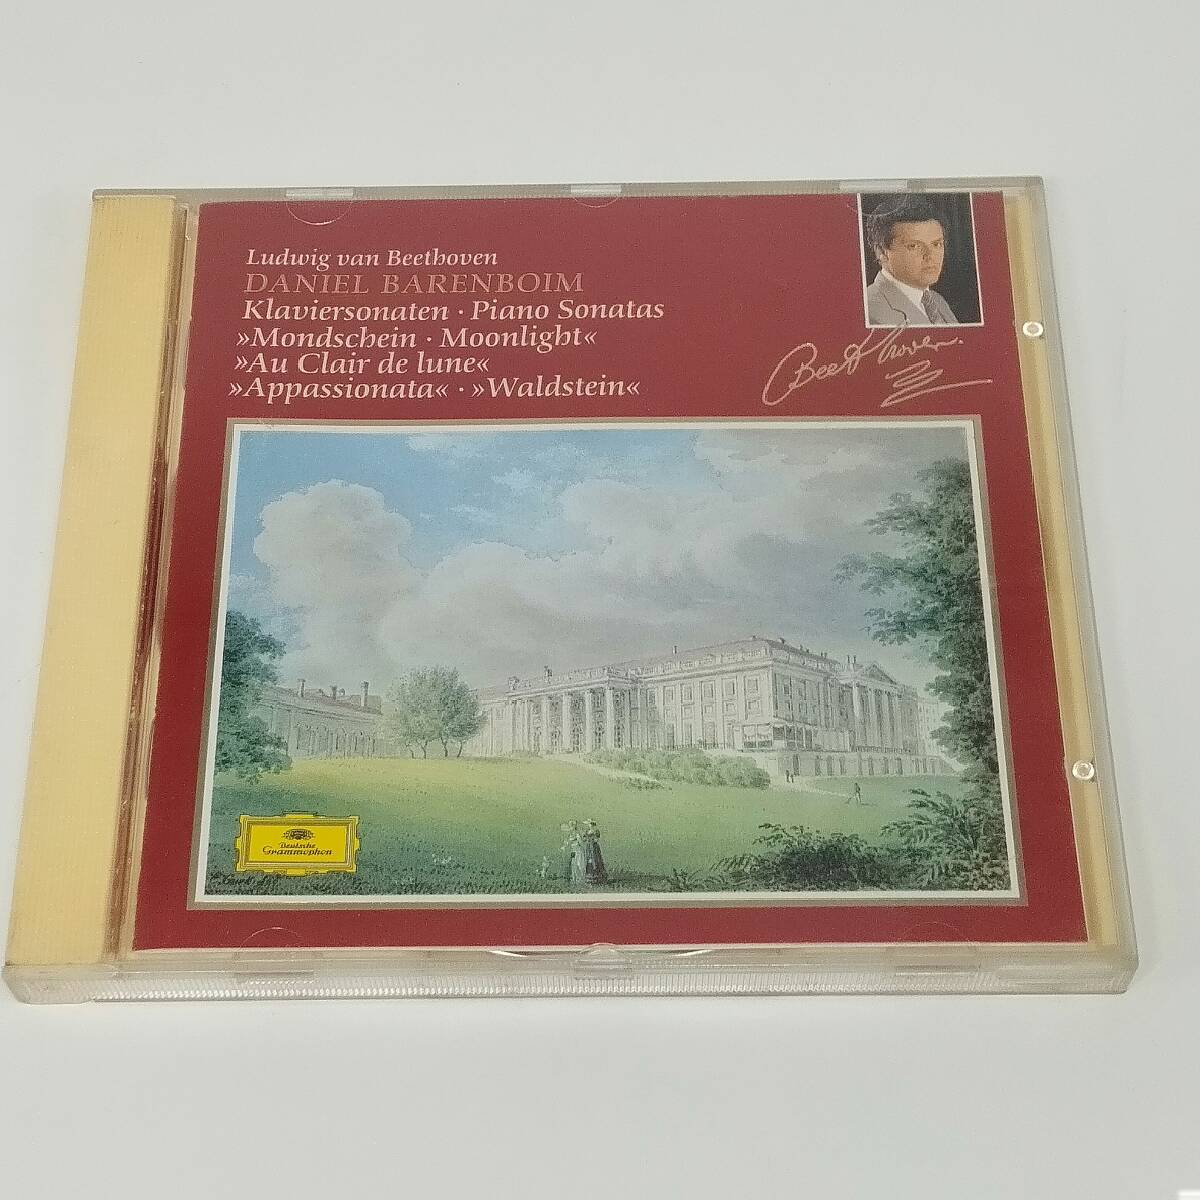 Ludwig van Beethoven
DANIEL BARENBOIM
Klaviersonaten · Piano Sonatas
»Mondschein · Moonlight«
»Au Clair de lune«
»Appassionata« · »Waldstein«
Beethoven.
Deutsche
Grammophon